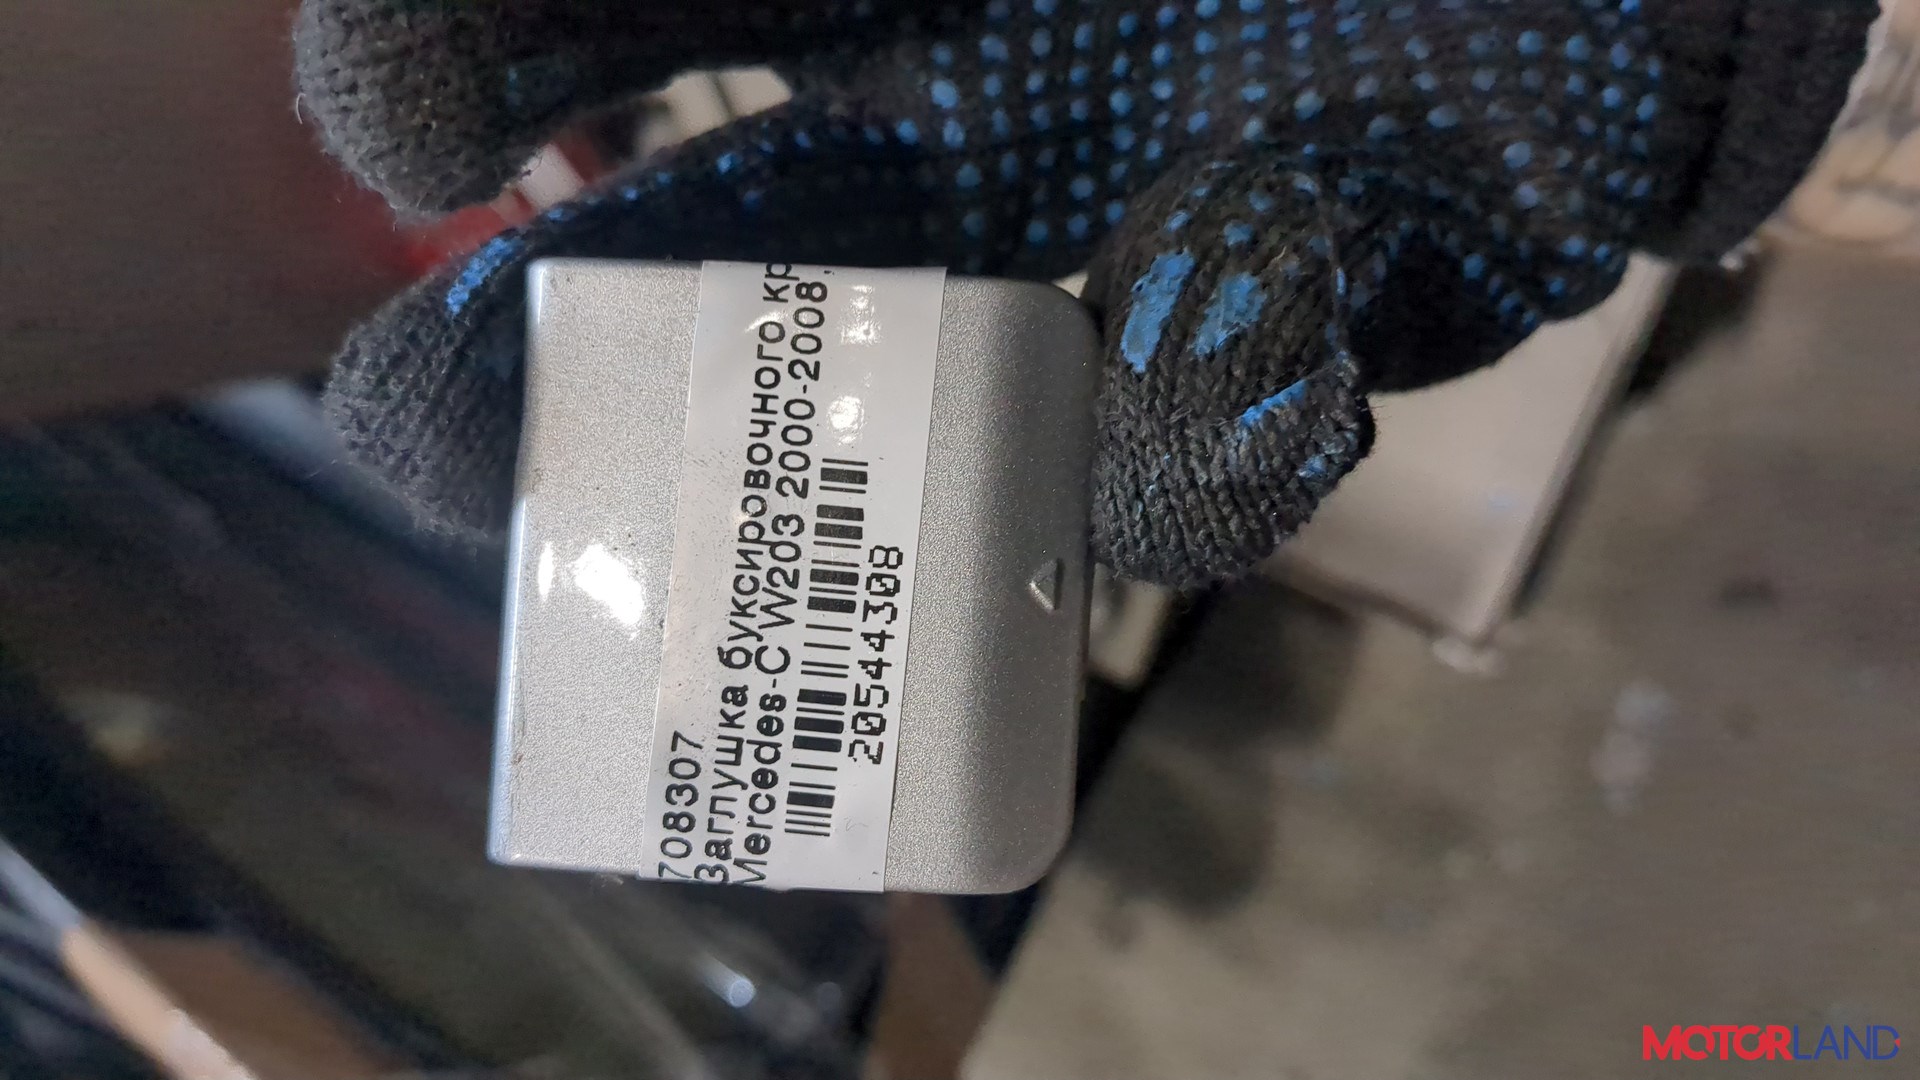 708307
Заглушка буксировочного кр
Mercedes-C W203 2000-2008,
20544308
MOTORLAND